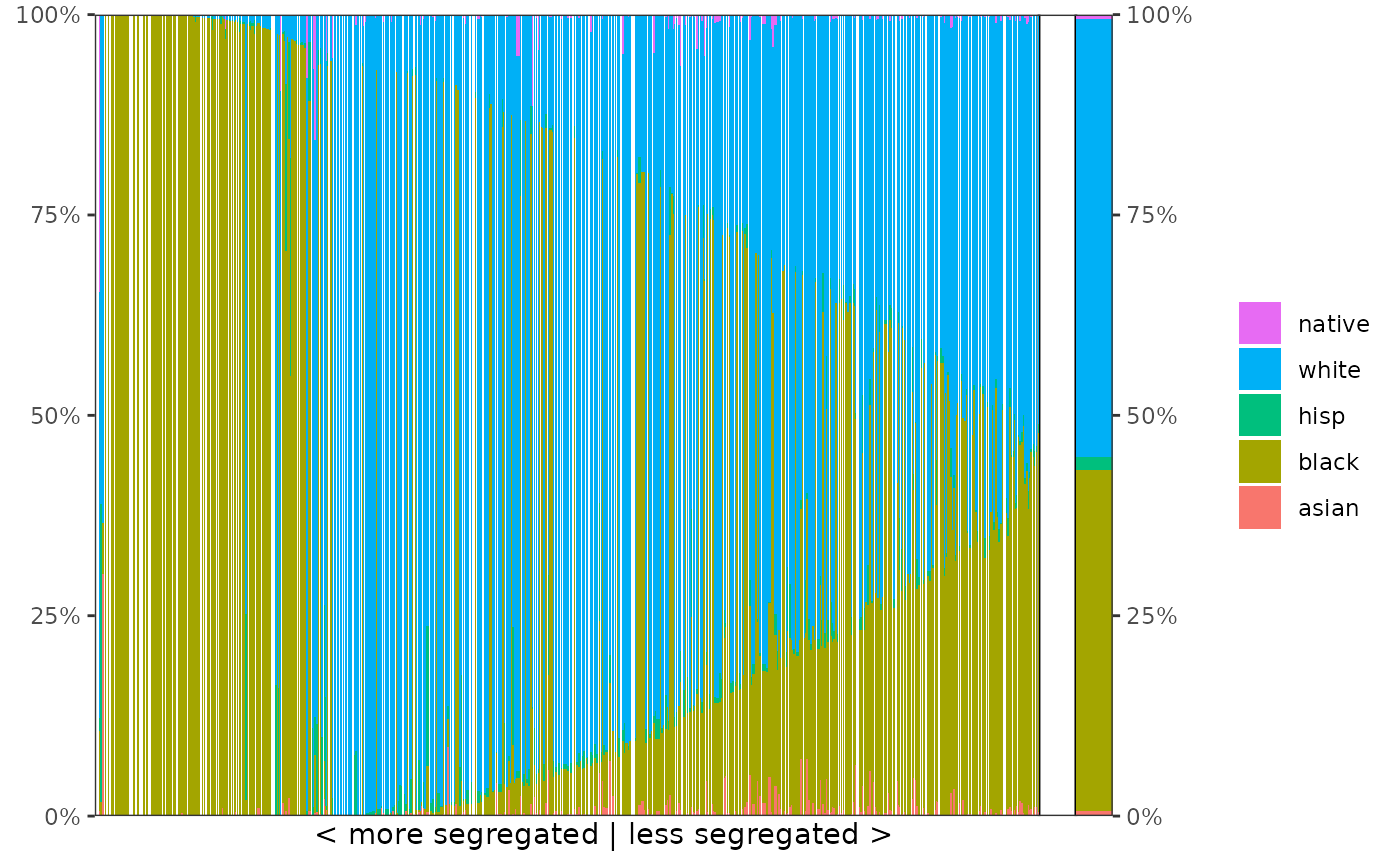 100%
75%
50%
25%
0%
100%
75%
50%
25%
0%
native
white
hisp
black
asian
< more segregated | less segregated >